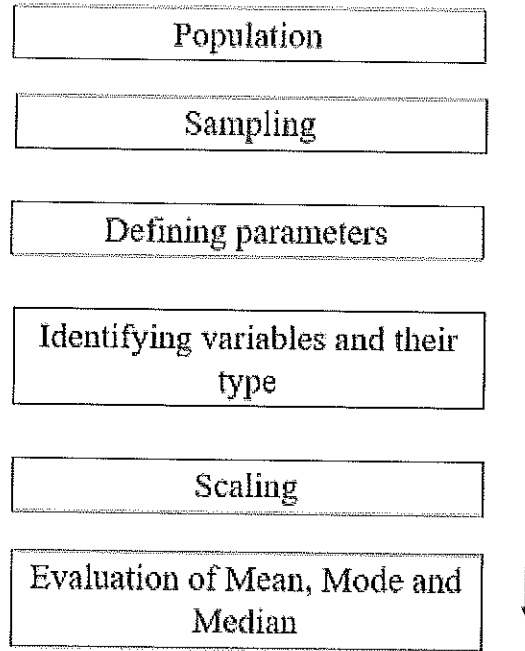 Population
Sampling
Defining parameters
Identifying variables and their
type
Scaling
Evaluation of Mean, Mode and
Median